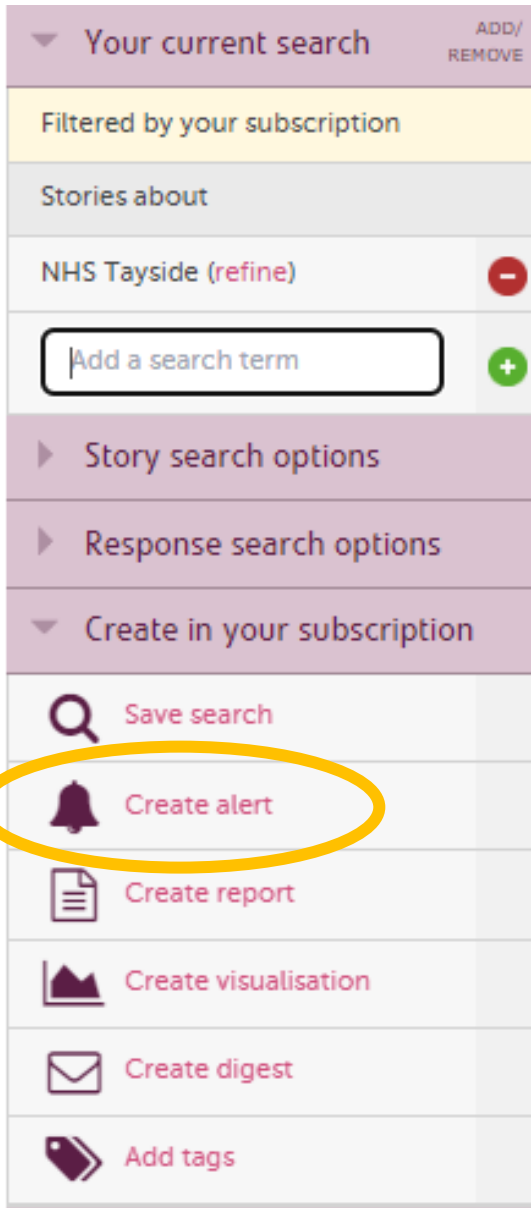 Your current search
ADD/
REMOVE
Filtered by your subscription
Stories about
NHS Tayside (refine)
Add a search term
Story search options
Response search options
Create in your subscription
Save search
Create alert
Create report
Create visualisation
Create digest
Add tags